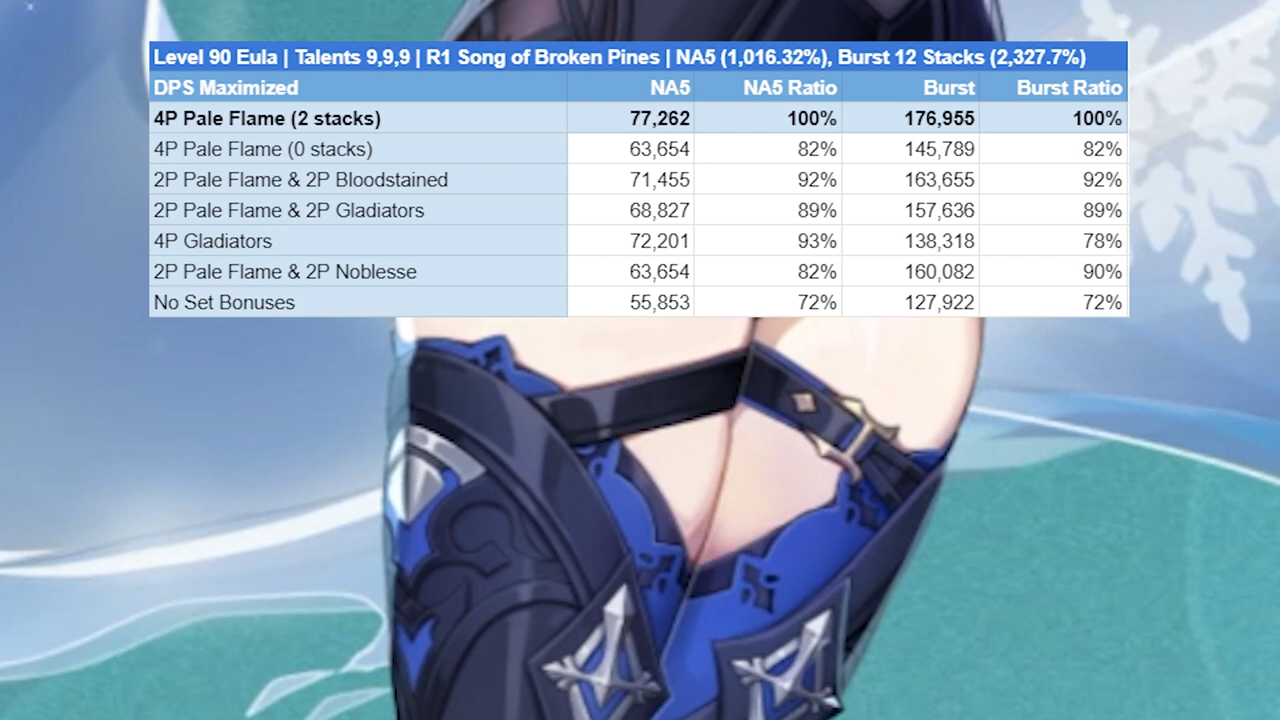 Level 90 Eula | Talents 9,9,9 | R1 Song of Broken Pines | NA5 (1,016.32%), Burst 12 Stacks (2,327.7%)
DPS Maximized NA5 NA5 Ratio Burst Burst Ratio
4P Pale Flame (2 stacks) 77,262 100% 176,955 100%
4P Pale Flame (0 stacks) 63,654 82% 145,789 82%
2P Pale Flame & 2P Bloodstained 71,455 92% 163,655 92%
2P Pale Flame & 2P Gladiators 68,827 89% 157,636 89%
4P Gladiators 72,201 93% 138,318 78%
2P Pale Flame & 2P Noblesse 63,654 82% 160,082 90%
No Set Bonuses 55,853 72% 127,922 72%